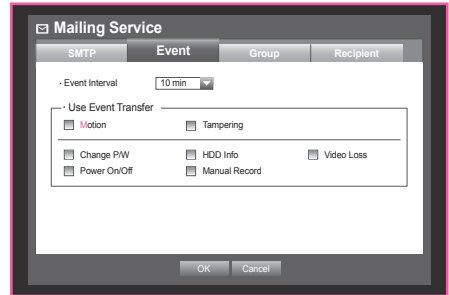 Mailing Service
SMTP Event Group Recipient
· Event Interval 10 min
· Use Event Transfer
Motion Tampering
Change P/W HDD Info Video Loss
Power On/Off Manual Record
OK Cancel